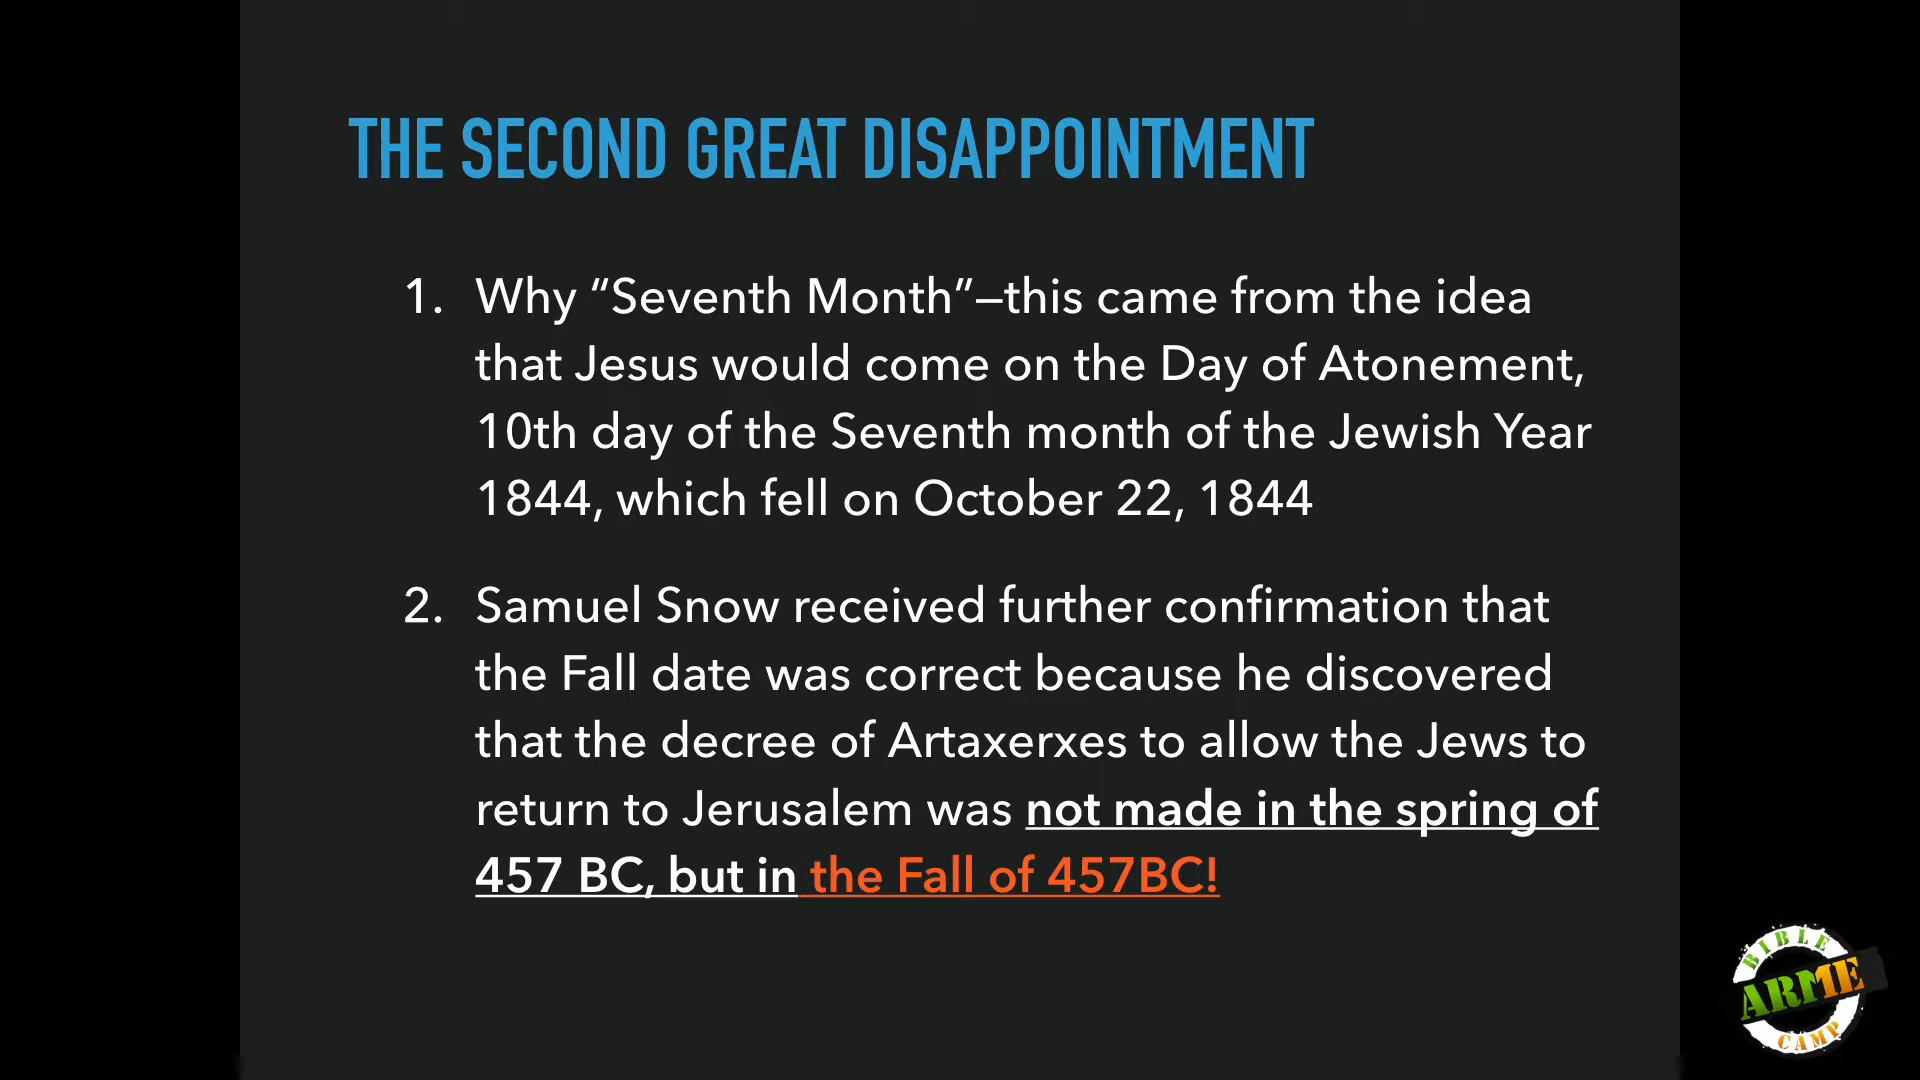 THE SECOND GREAT DISAPPOINTMENT
1. Why “Seventh Month”—this came from the idea
that Jesus would come on the Day of Atonement,
10th day of the Seventh month of the Jewish Year
1844, which fell on October 22, 1844
2. Samuel Snow received further confirmation that
the Fall date was correct because he discovered
that the decree of Artaxerxes to allow the Jews to
return to Jerusalem was not made in the spring of
457 BC, but in the Fall of 457BC!
BIBLE
ARME
CAMP